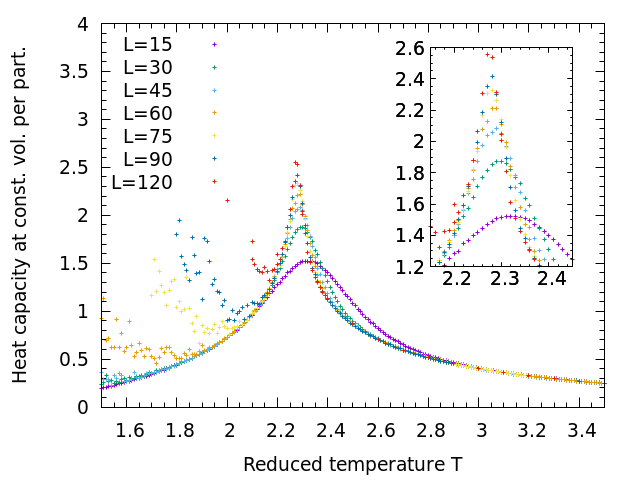 Heat capacity at const. vol. per part.
4
3.5
3
2.5
2
1.5
1
0.5
0
L=15
L=30
L=45
L=60
L=75
L=90
L=120
2.6
2.4
2.2
2
1.8
1.6
1.4
1.2
2.2 2.3 2.4
1.6 1.8 2 2.2 2.4 2.6 2.8 3 3.2 3.4
Reduced temperature T